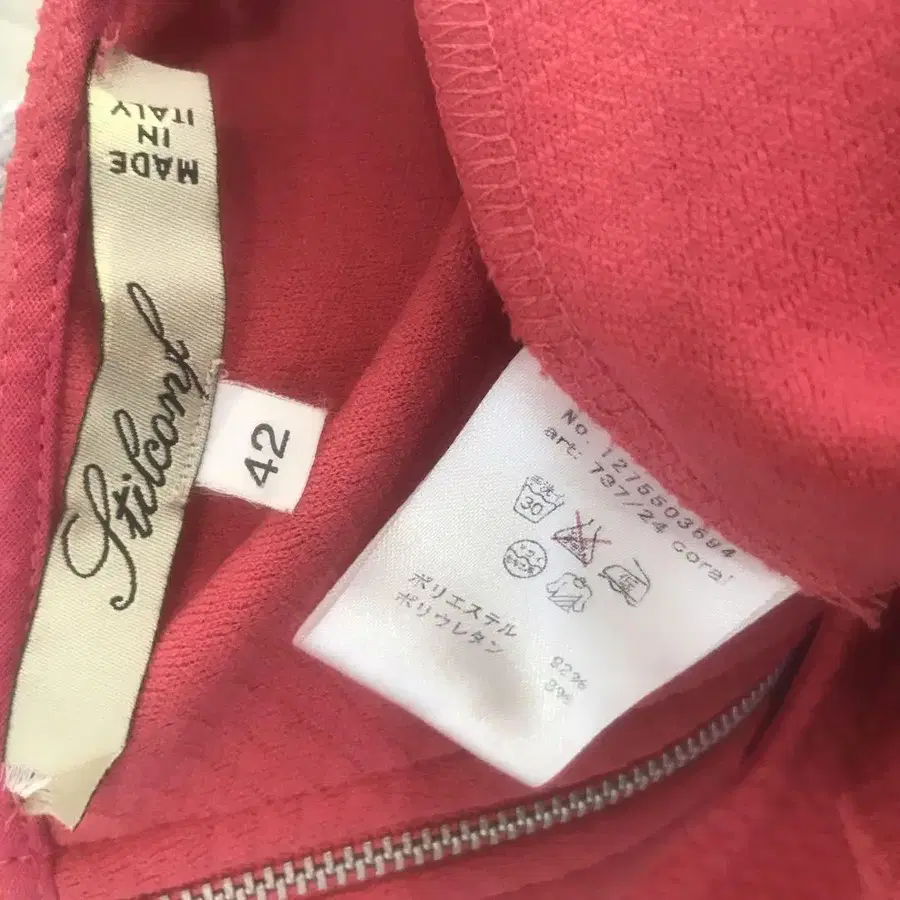 MADE
IN
ITALY
Stilconf
42
No. 1275503684
art: 737/24 coral
30
ポリエステル 92%
ポリウレタン 8%